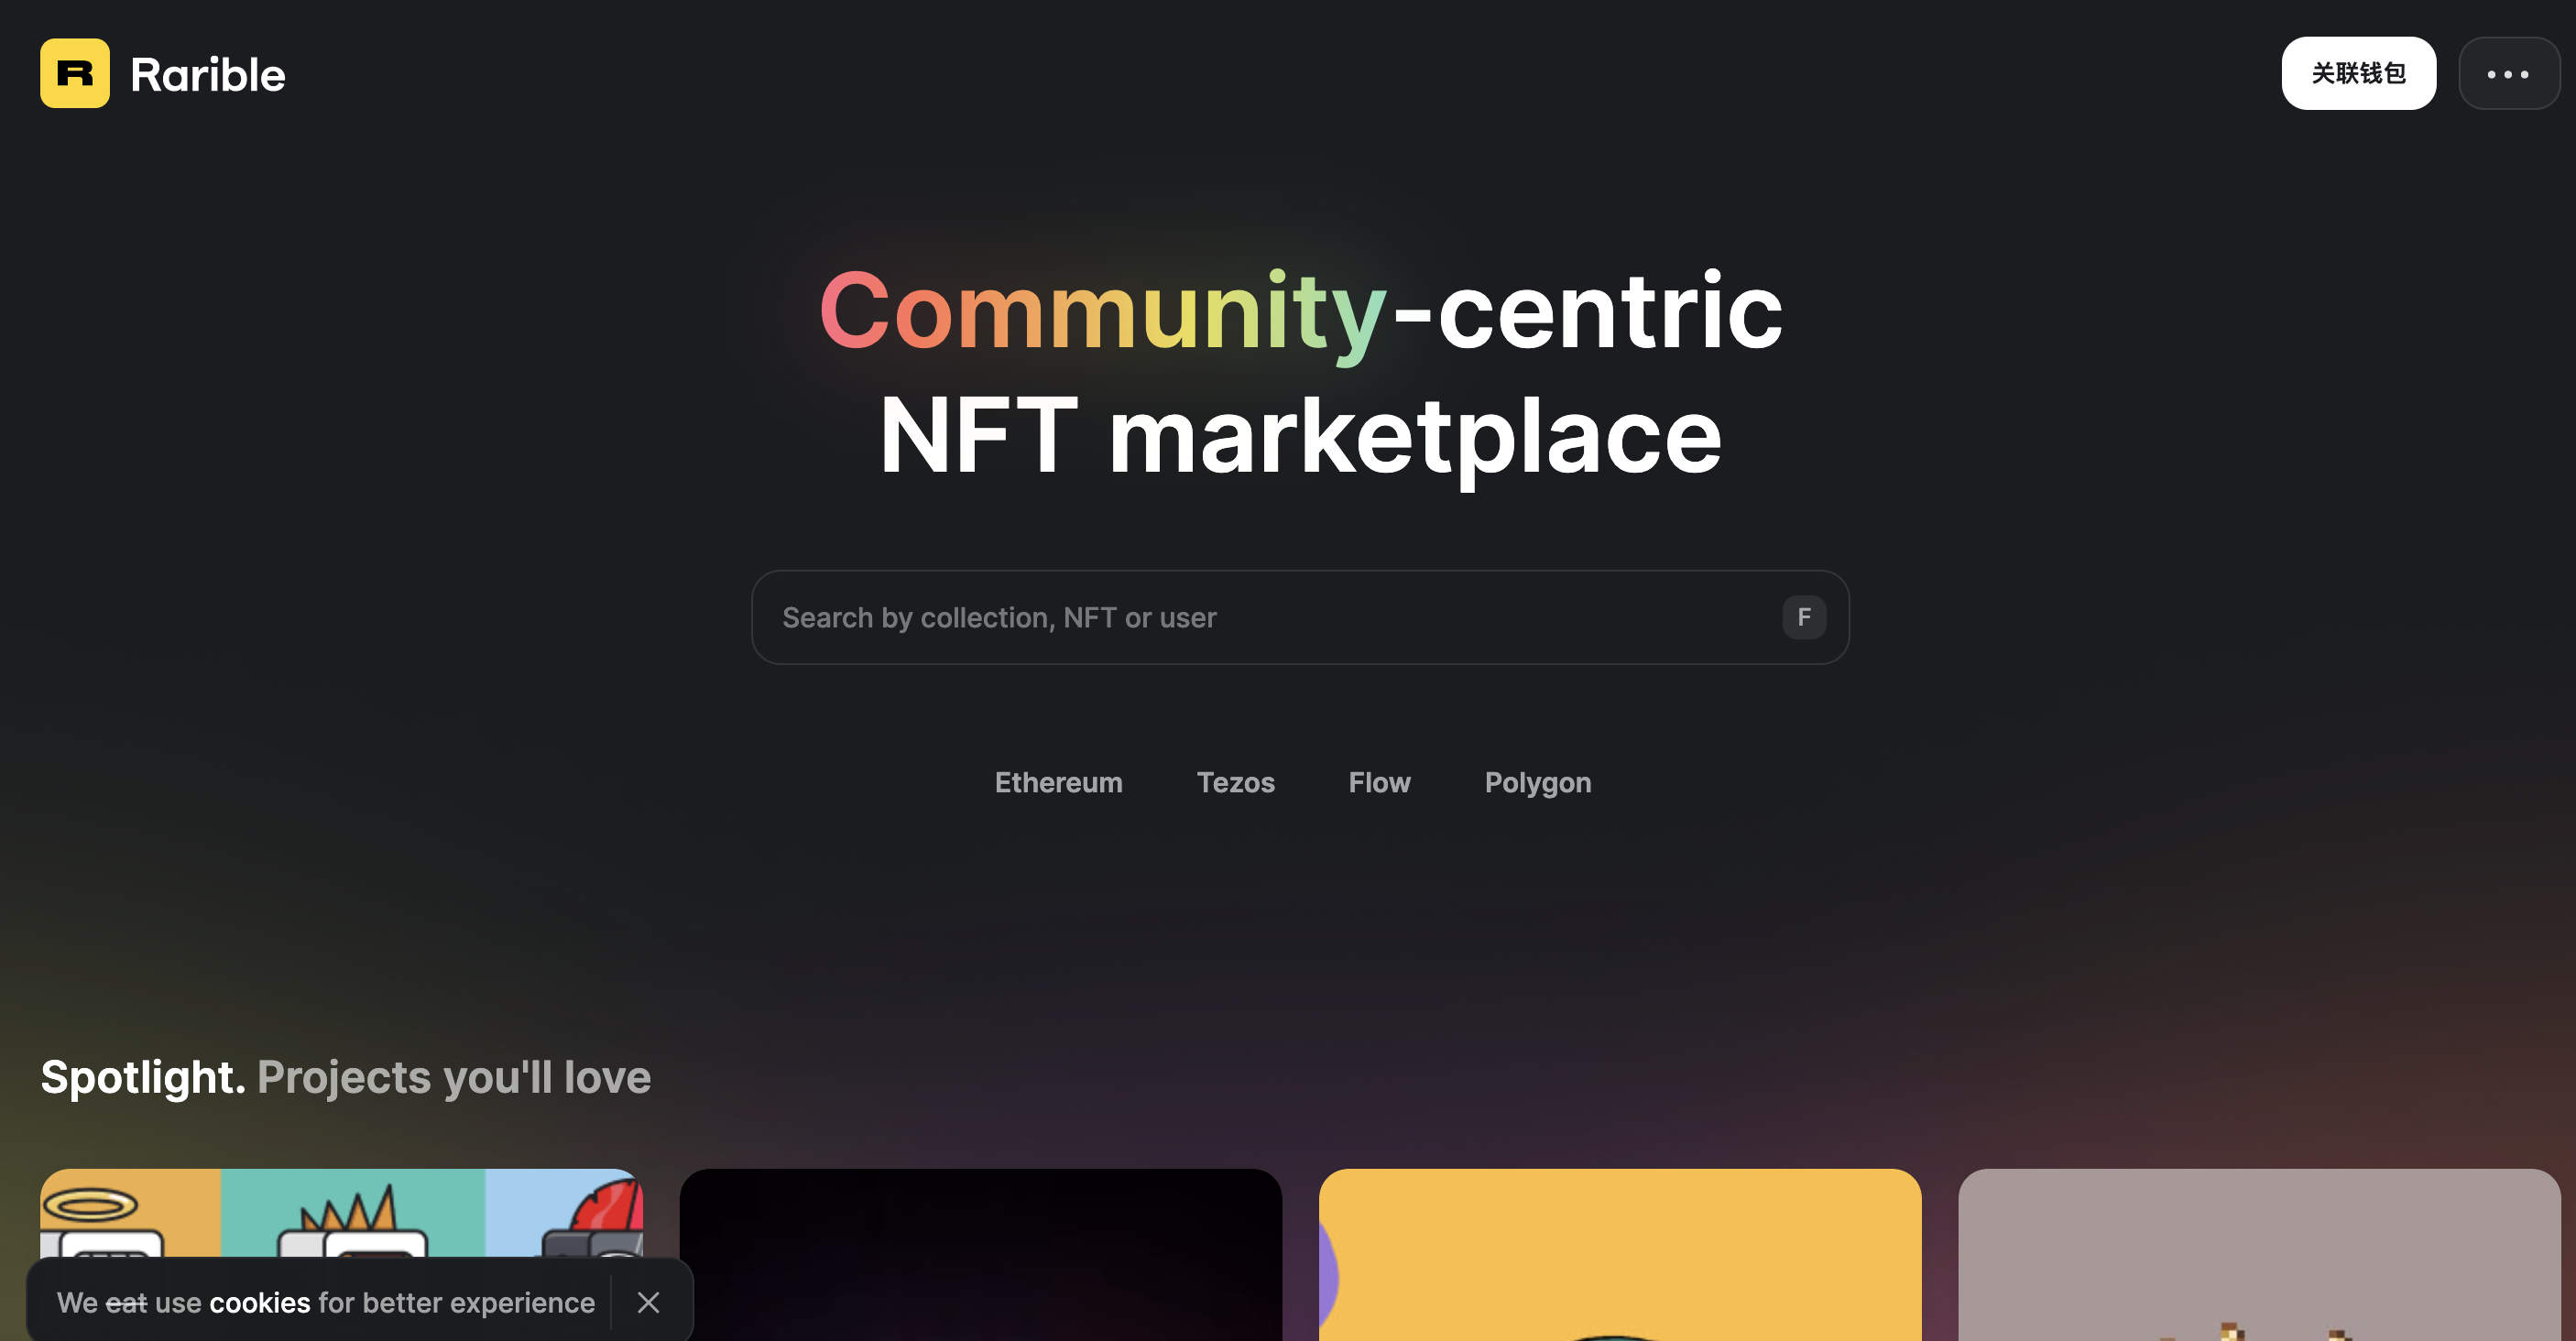 R Rarible
关联钱包
Community-centric
NFT marketplace
Search by collection, NFT or user
F
Ethereum Tezos Flow Polygon
Spotlight. Projects you'll love
We eat use cookies for better experience